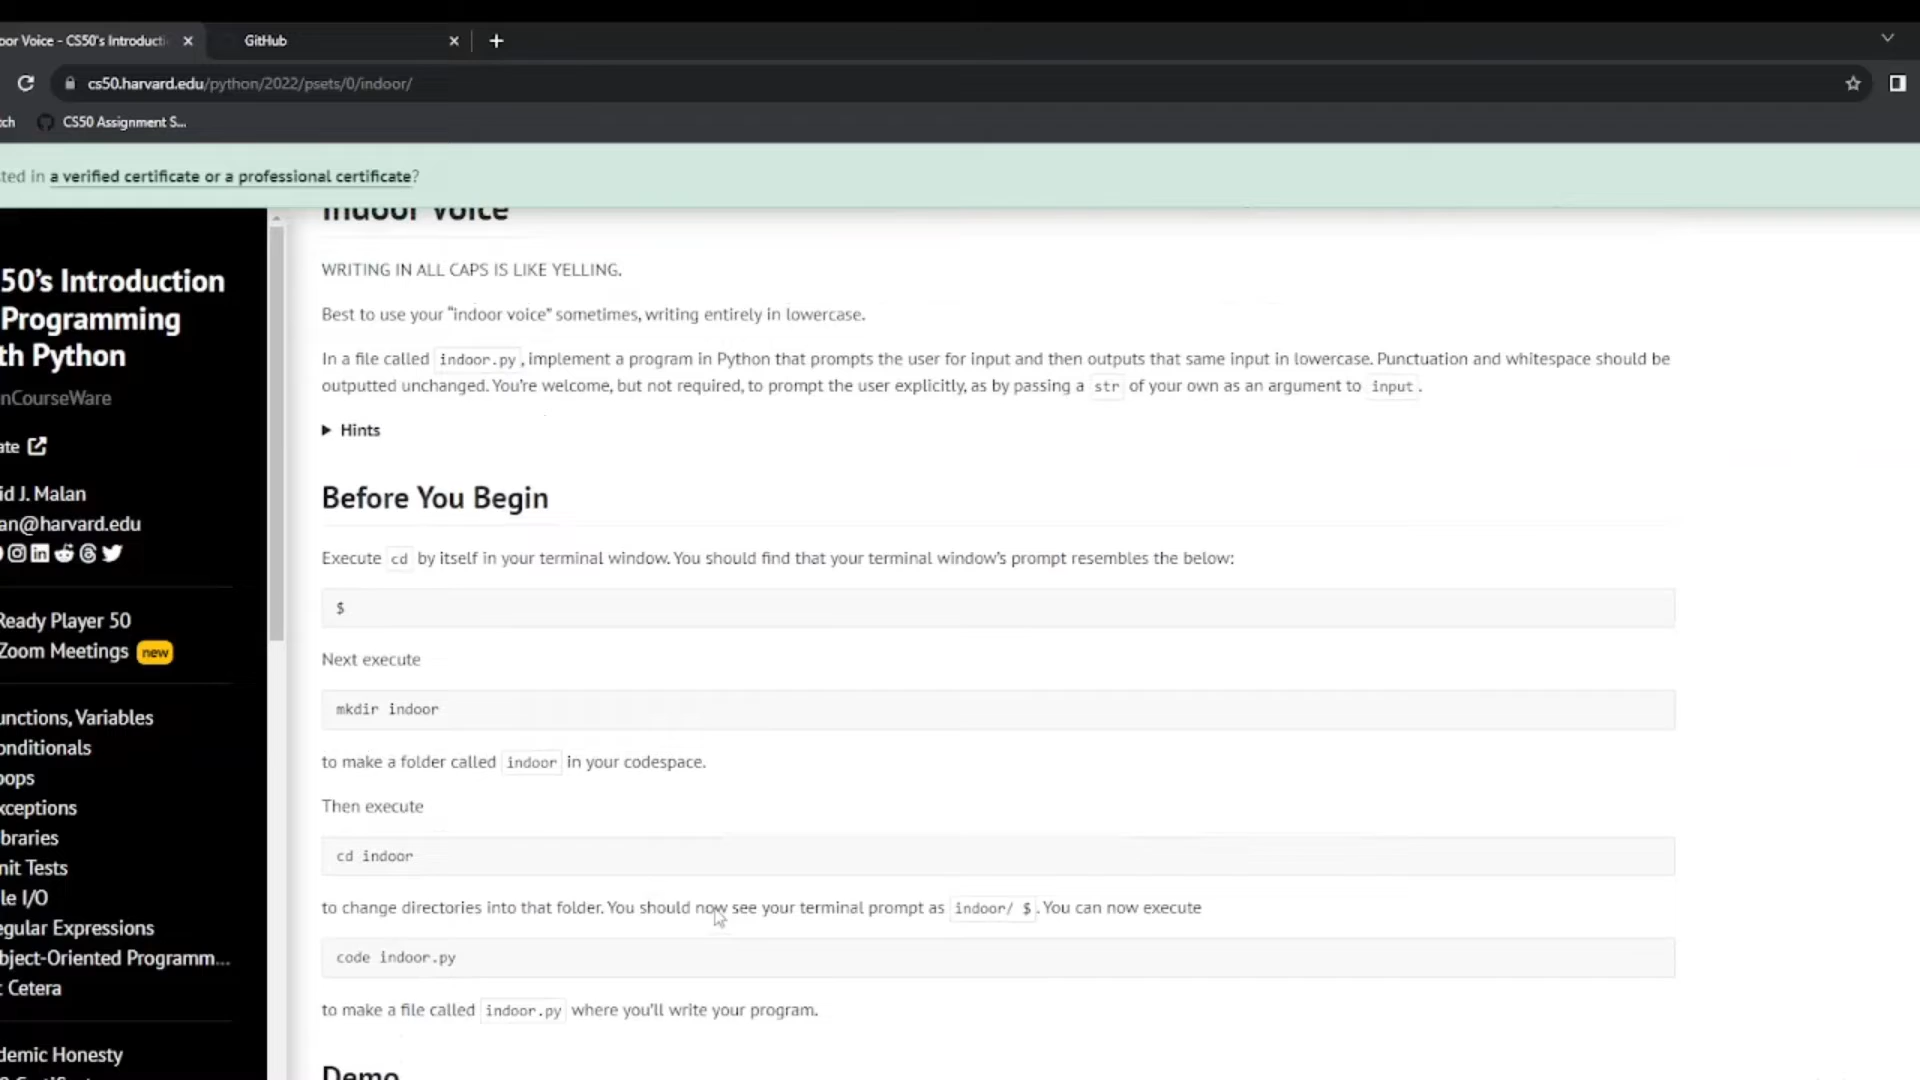 oor Voice - CS50's Introducti
GitHub
cs50.harvard.edu/python/2022/psets/0/indoor/
tch
CS50 Assignment S...
ted in a verified certificate or a professional certificate?
Indoor Voice
50's Introduction
Programming
th Python
nCourseWare
ate
id J. Malan
an@harvard.edu
Ready Player 50
Zoom Meetings new
unctions, Variables
onditionals
oops
xceptions
ibraries
nit Tests
le I/O
egular Expressions
bject-Oriented Programm...
t Cetera
demic Honesty
WRITING IN ALL CAPS IS LIKE YELLING.
Best to use your “indoor voice” sometimes, writing entirely in lowercase.
In a file called indoor.py, implement a program in Python that prompts the user for input and then outputs that same input in lowercase. Punctuation and whitespace should be
outputted unchanged. You're welcome, but not required, to prompt the user explicitly, as by passing a str of your own as an argument to input.
Hints
Before You Begin
Execute cd by itself in your terminal window. You should find that your terminal window's prompt resembles the below:
$
Next execute
mkdir indoor
to make a folder called indoor in your codespace.
Then execute
cd indoor
to change directories into that folder. You should now see your terminal prompt as indoor/ $. You can now execute
code indoor.py
to make a file called indoor.py where you'll write your program.
Demo